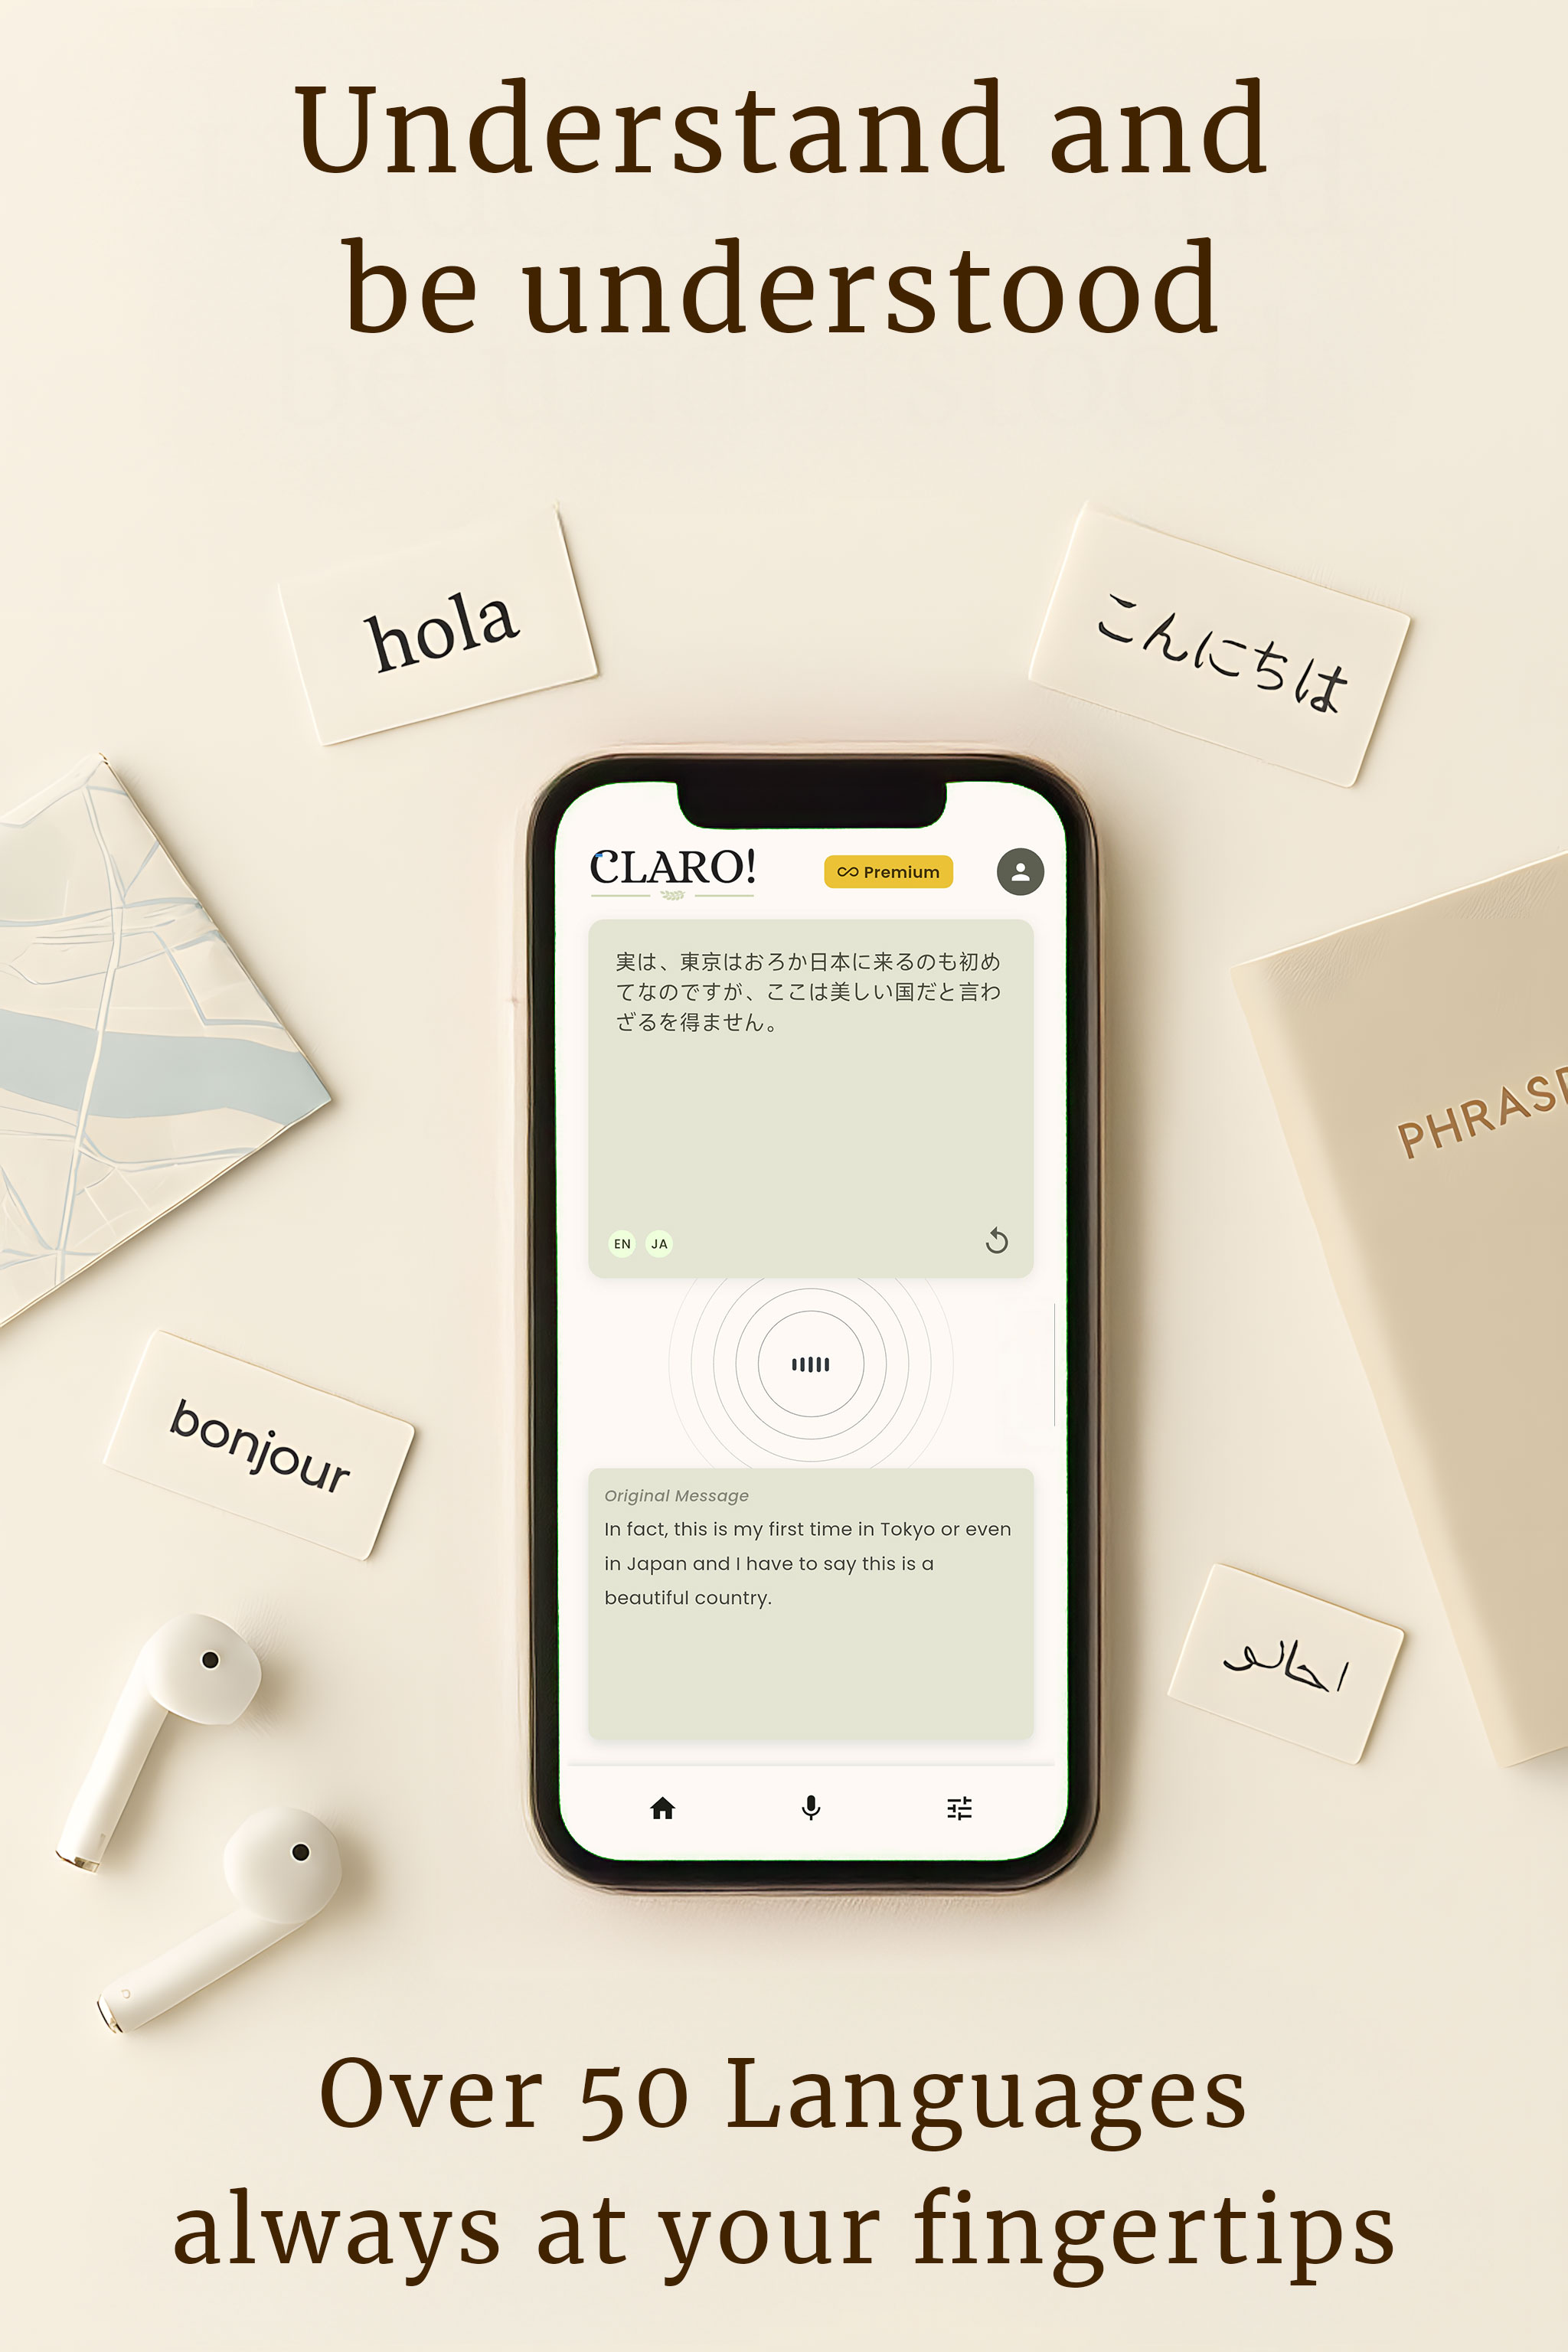 Understand and
be understood
hola
こんにちは
CLARO!
Premium
実は、東京はおろか日本に来るのも初め
てなのですが、ここは美しい国だと言わ
ざるを得ません。
EN JA
PHRASE
bonjour
Original Message
In fact, this is my first time in Tokyo or even
in Japan and I have to say this is a
beautiful country.
Over 50 Languages
always at your fingertips